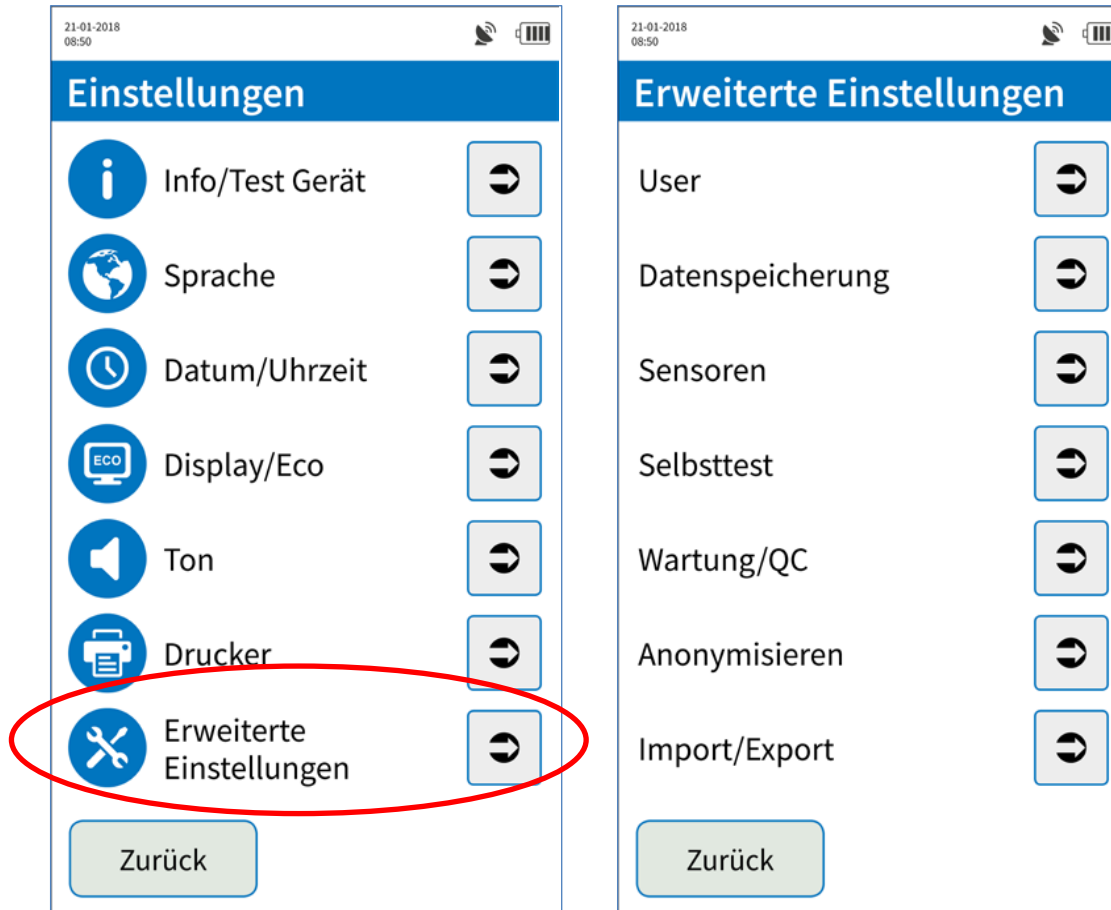 21-01-2018
08:50
Einstellungen
Info/Test Gerät
Sprache
Datum/Uhrzeit
ECO
Display/Eco
Ton
Drucker
Erweiterte
Einstellungen
Zurück
21-01-2018
08:50
Erweiterte Einstellungen
User
Datenspeicherung
Sensoren
Selbsttest
Wartung/QC
Anonymisieren
Import/Export
Zurück